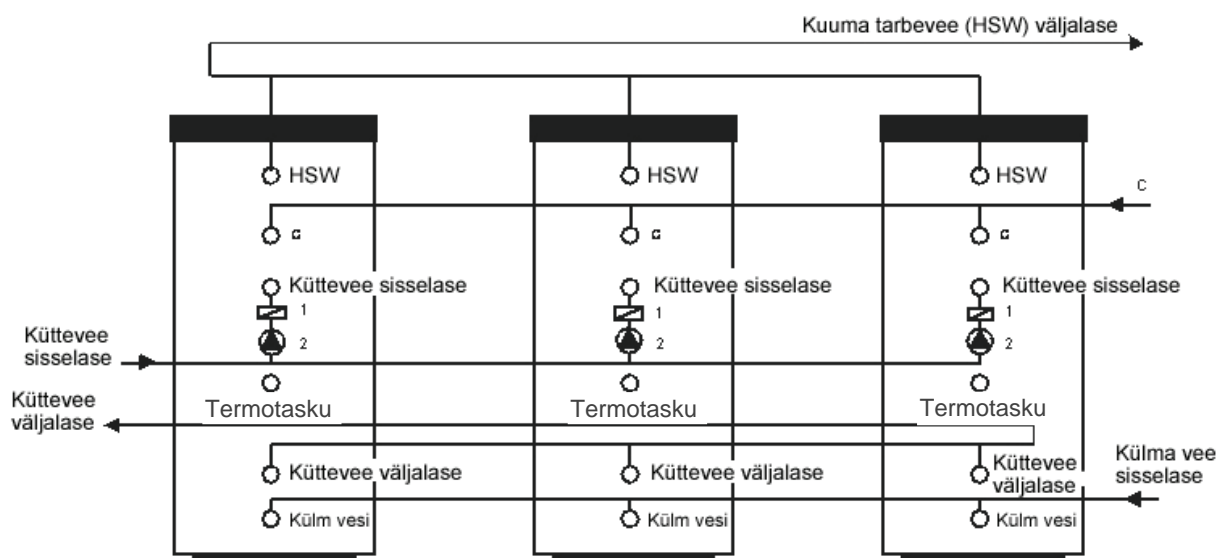 Kuuma tarbevee (HSW) väljalase
HSW
HSW
HSW
C
G
G
G
Küttevee sisselase
Küttevee sisselase
Küttevee sisselase
1
1
1
Küttevee
sisselase
2
2
2
Küttevee
väljalase
Termotasku
Termotasku
Termotasku
Küttevee väljalase
Küttevee väljalase
Küttevee
väljalase
Külma vee
sisselase
Külm vesi
Külm vesi
Külm vesi